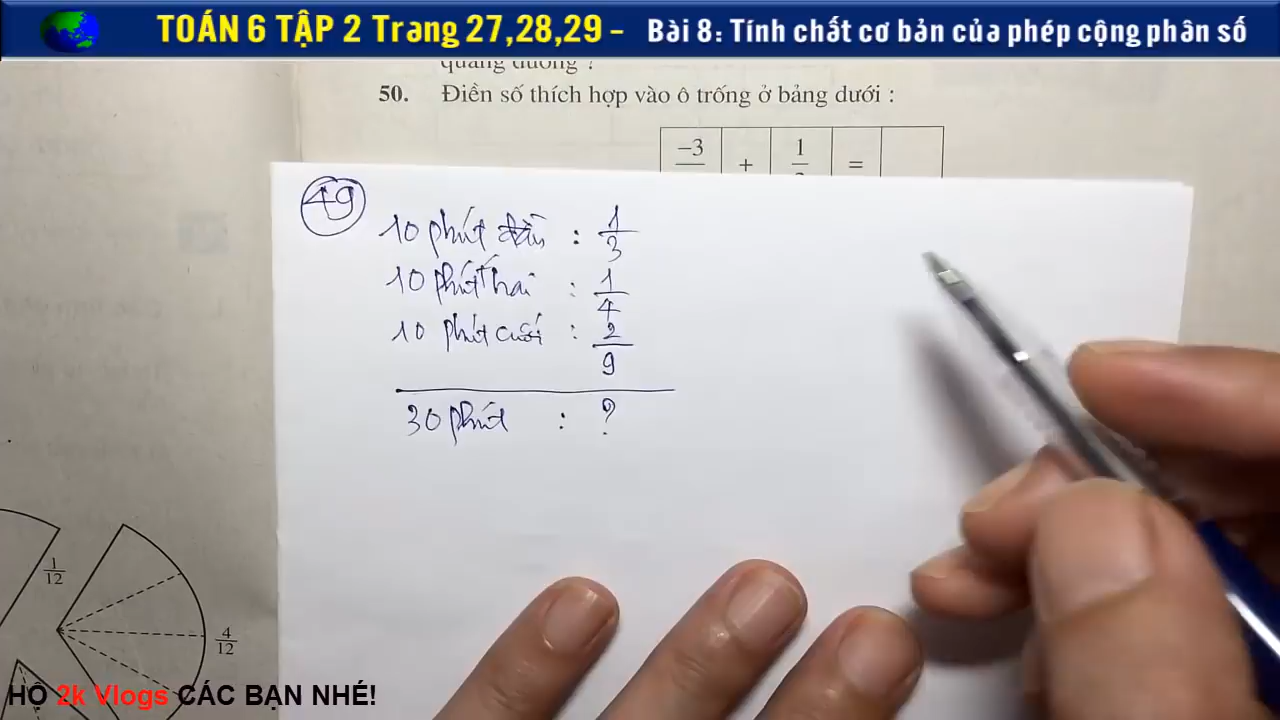 TOÁN 6 TẬP 2 Trang 27,28,29 - Bài 8: Tính chất cơ bản của phép cộng phân số
quãng đường ?
50. Điền số thích hợp vào ô trống ở bảng dưới :
-3 + 1 =
49
10 phút đầu : 1/3
10 phút thứ hai : 1/4
10 phút cuối : 2/9
30 phút : ?
1/12
4/12
HỘ 2k Vlogs CÁC BẠN NHÉ!